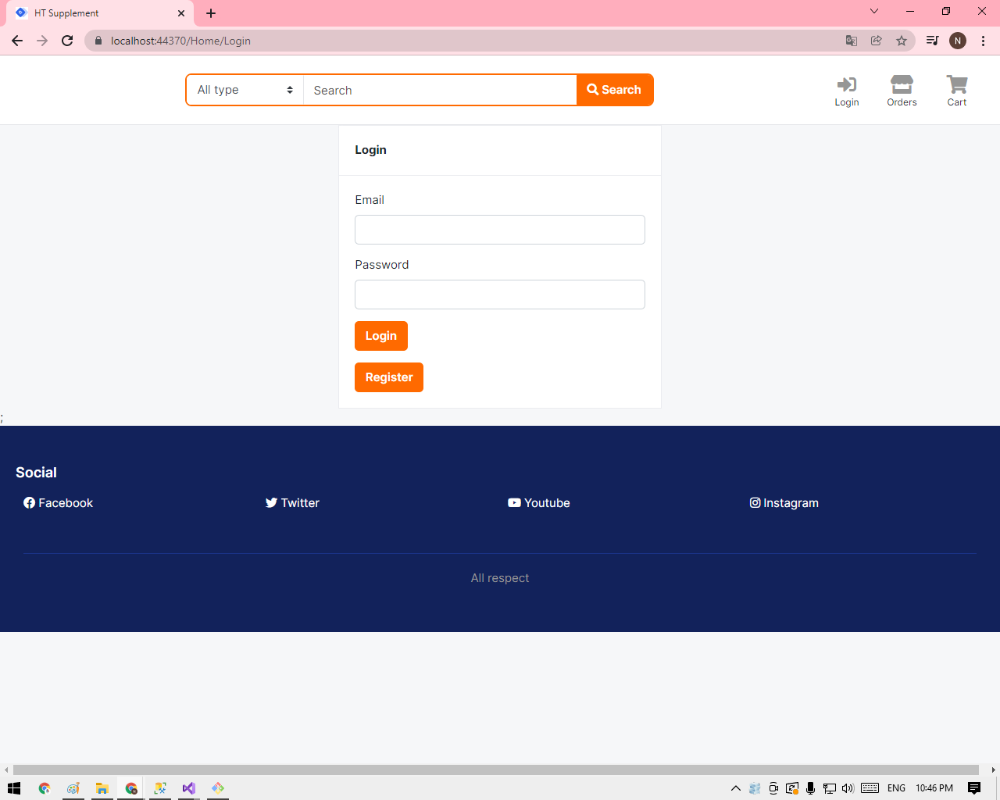 HT Supplement
localhost:44370/Home/Login
N
All type
Search
Search
Login
Orders
Cart
Login
Email
Password
Login
Register
;
Social
Facebook
Twitter
Youtube
Instagram
All respect
ENG
10:46 PM